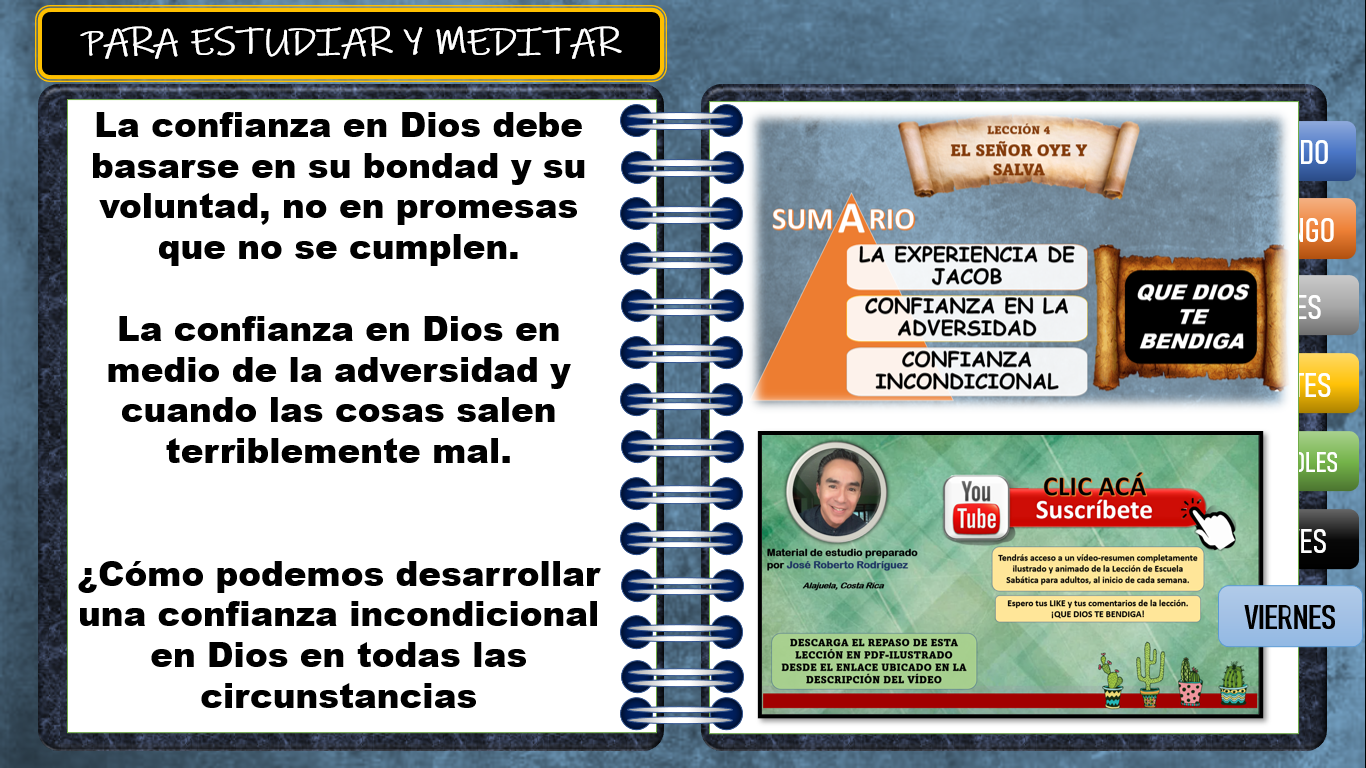 PARA ESTUDIAR Y MEDITAR
La confianza en Dios debe
basarse en su bondad y su
voluntad, no en promesas
que no se cumplen.
La confianza en Dios en
medio de la adversidad y
cuando las cosas salen
terriblemente mal.
¿Cómo podemos desarrollar
una confianza incondicional
en Dios en todas las
circunstancias
LECCIÓN 4
EL SEÑOR OYE Y
SALVA
SUMARIO
LA EXPERIENCIA DE
JACOB
CONFIANZA EN LA
ADVERSIDAD
CONFIANZA
INCONDICIONAL
QUE DIOS
TE
BENDIGA
Material de estudio preparado
por José Roberto Rodríguez
Alajuela, Costa Rica
You
Tube
CLIC ACÁ
Suscríbete
Tendrás acceso a un vídeo-resumen completamente
ilustrado y animado de la Lección de Escuela
Sabática para adultos, al inicio de cada semana.
Espero tus LIKE y tus comentarios de la lección.
¡QUE DIOS TE BENDIGA!
DESCARGA EL REPASO DE ESTA
LECCIÓN EN PDF-ILUSTRADO
DESDE EL ENLACE UBICADO EN LA
DESCRIPCIÓN DEL VÍDEO
DO
NGO
ES
TES
OLES
ES
VIERNES